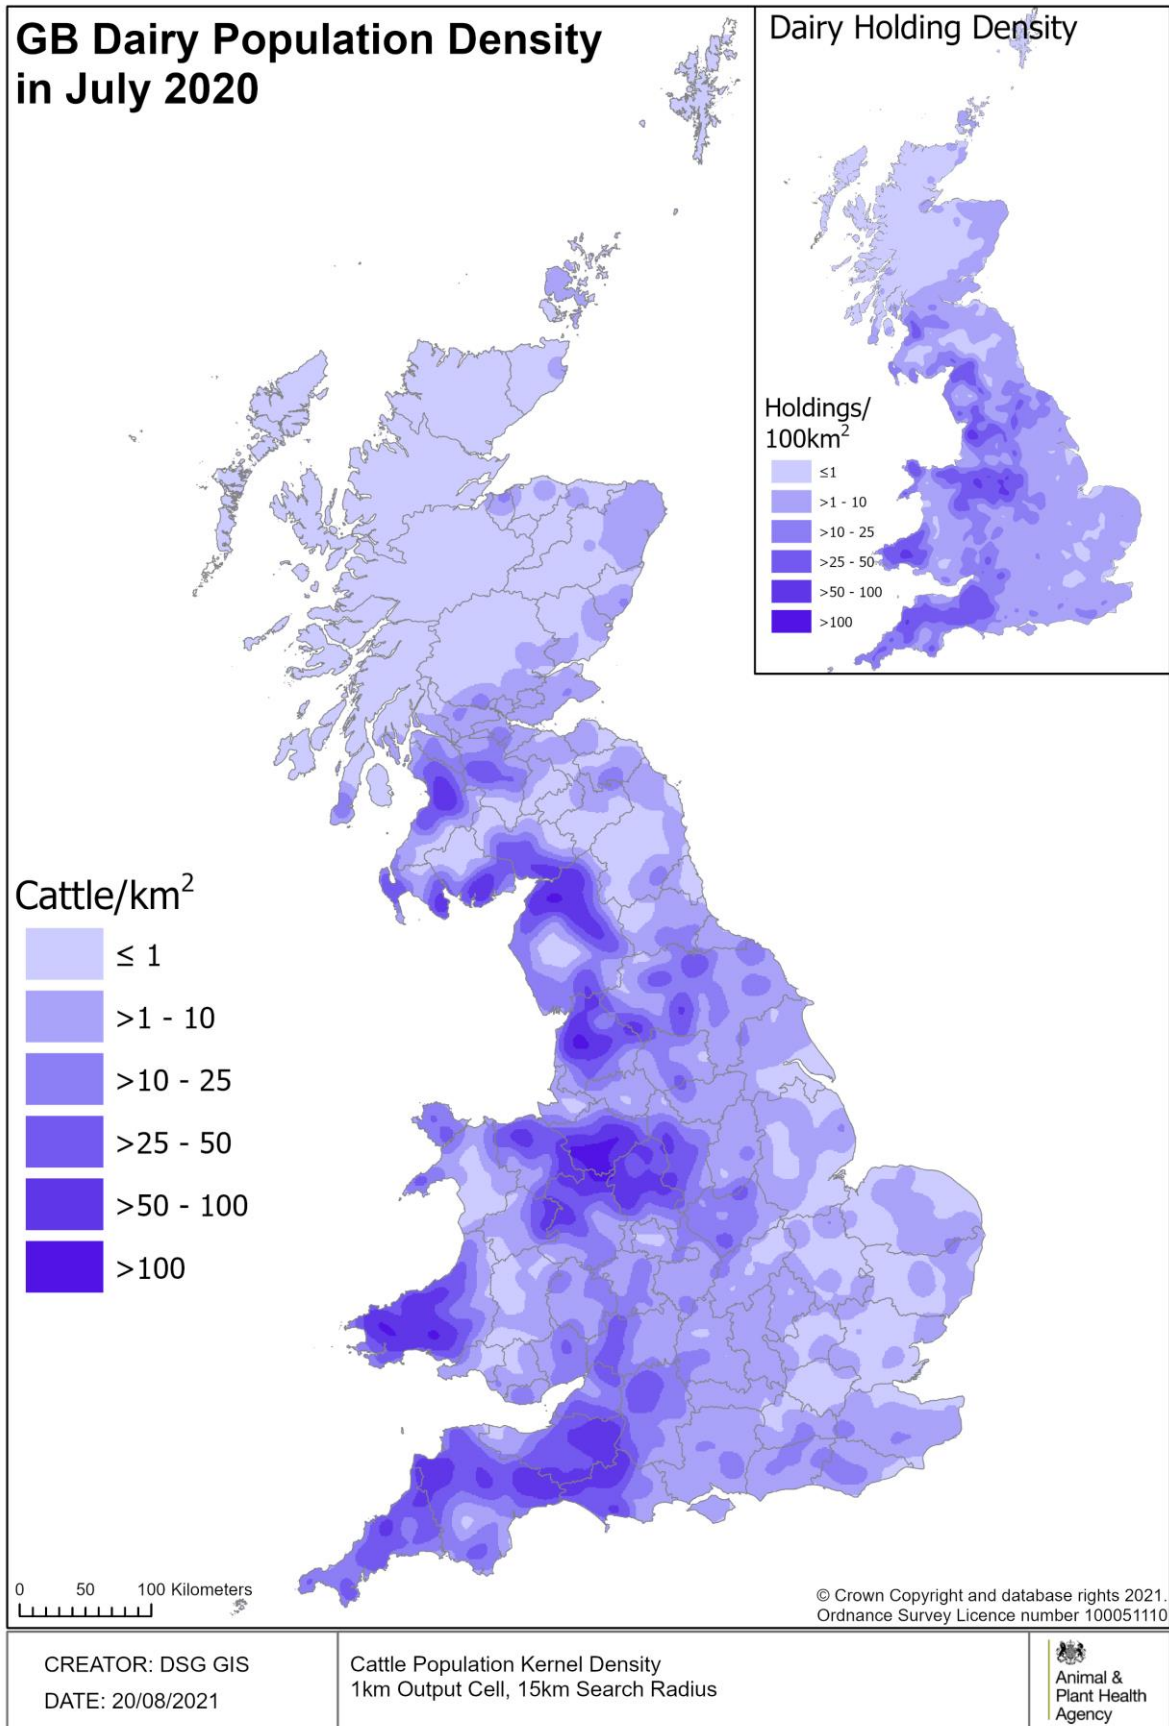 GB Dairy Population Density
in July 2020
Dairy Holding Density
Holdings/
100km²
≤1
>1 - 10
>10 - 25
>25 - 50
>50 - 100
>100
Cattle/km²
≤ 1
>1 - 10
>10 - 25
>25 - 50
>50 - 100
>100
0 50 100 Kilometers
© Crown Copyright and database rights 2021.
Ordnance Survey Licence number 100051110
CREATOR: DSG GIS
DATE: 20/08/2021
Cattle Population Kernel Density
1km Output Cell, 15km Search Radius
Animal &
Plant Health
Agency